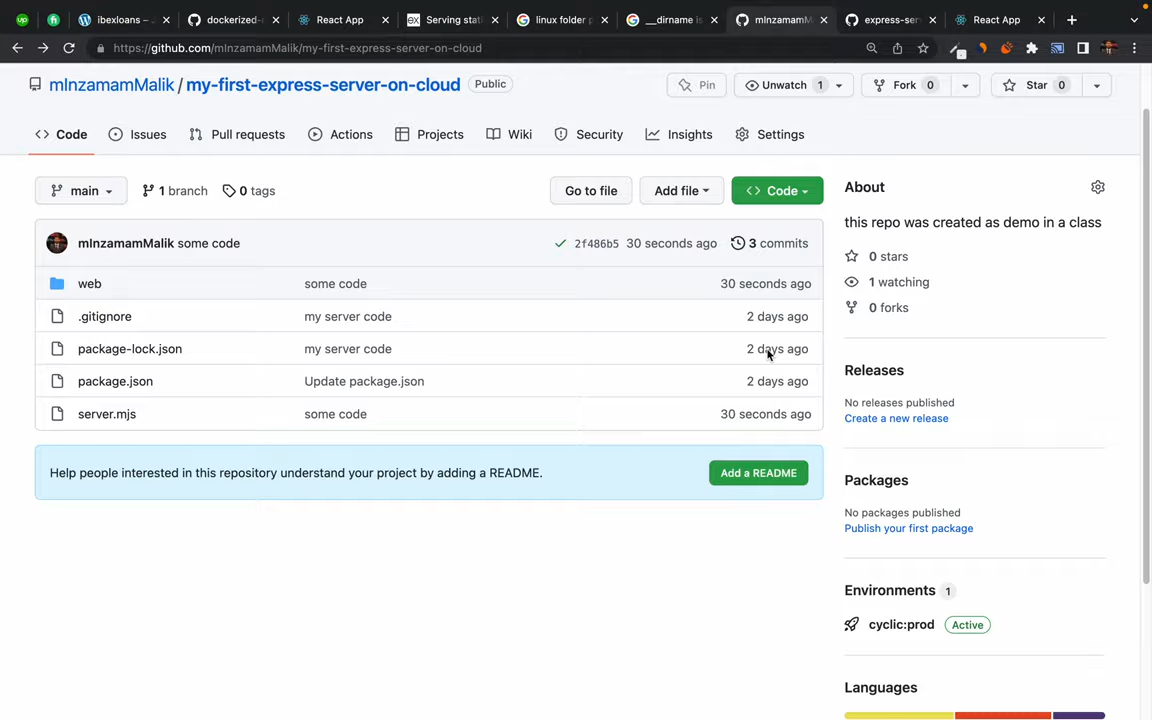 ibexloans –
dockerized-
React App
Serving stati
linux folder p
__dirname is
mInzamamM
express-serv
React App
https://github.com/mInzamamMalik/my-first-express-server-on-cloud
mInzamamMalik / my-first-express-server-on-cloud Public
Pin
Unwatch 1
Fork 0
Star 0
Code
Issues
Pull requests
Actions
Projects
Wiki
Security
Insights
Settings
main
1 branch
0 tags
Go to file
Add file
Code
mInzamamMalik some code
2f486b5 30 seconds ago
3 commits
web some code 30 seconds ago
.gitignore my server code 2 days ago
package-lock.json my server code 2 days ago
package.json Update package.json 2 days ago
server.mjs some code 30 seconds ago
Help people interested in this repository understand your project by adding a README.
Add a README
About
this repo was created as demo in a class
0 stars
1 watching
0 forks
Releases
No releases published
Create a new release
Packages
No packages published
Publish your first package
Environments 1
cyclic:prod Active
Languages